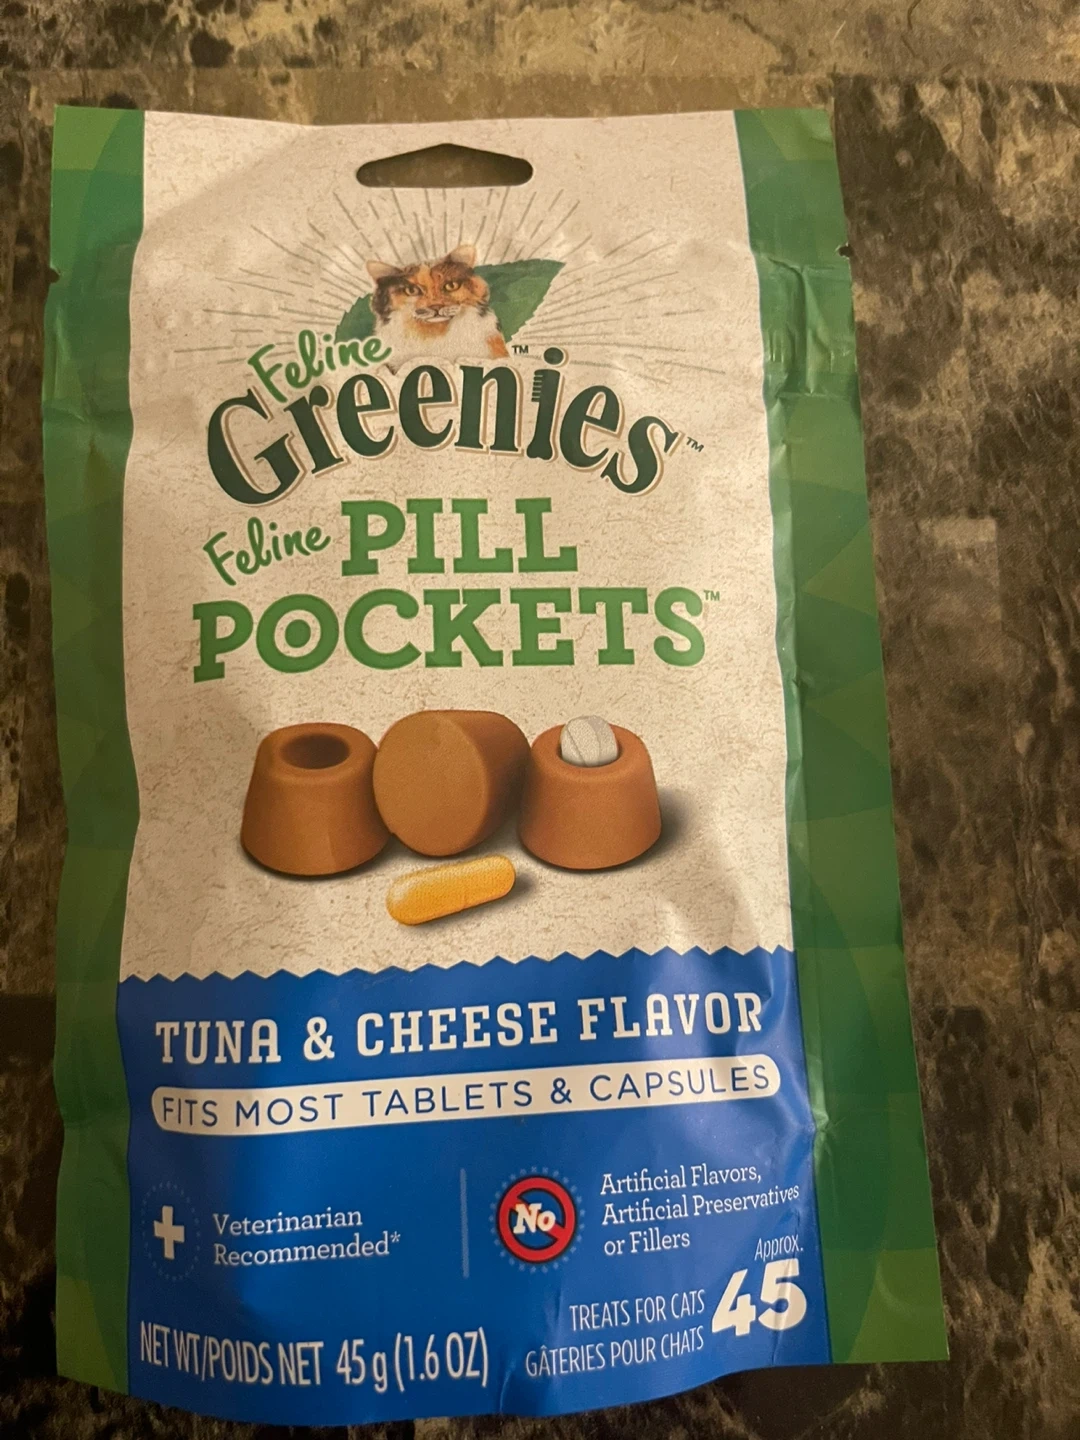 Feline
Greenies™
™
Feline PILL
POCKETS™
TUNA & CHEESE FLAVOR
FITS MOST TABLETS & CAPSULES
Veterinarian
Recommended*
No
Artificial Flavors,
Artificial Preservatives
or Fillers
Approx.
45
TREATS FOR CATS
GÂTERIES POUR CHATS
NET WT/POIDS NET 45 g (1.6 OZ)